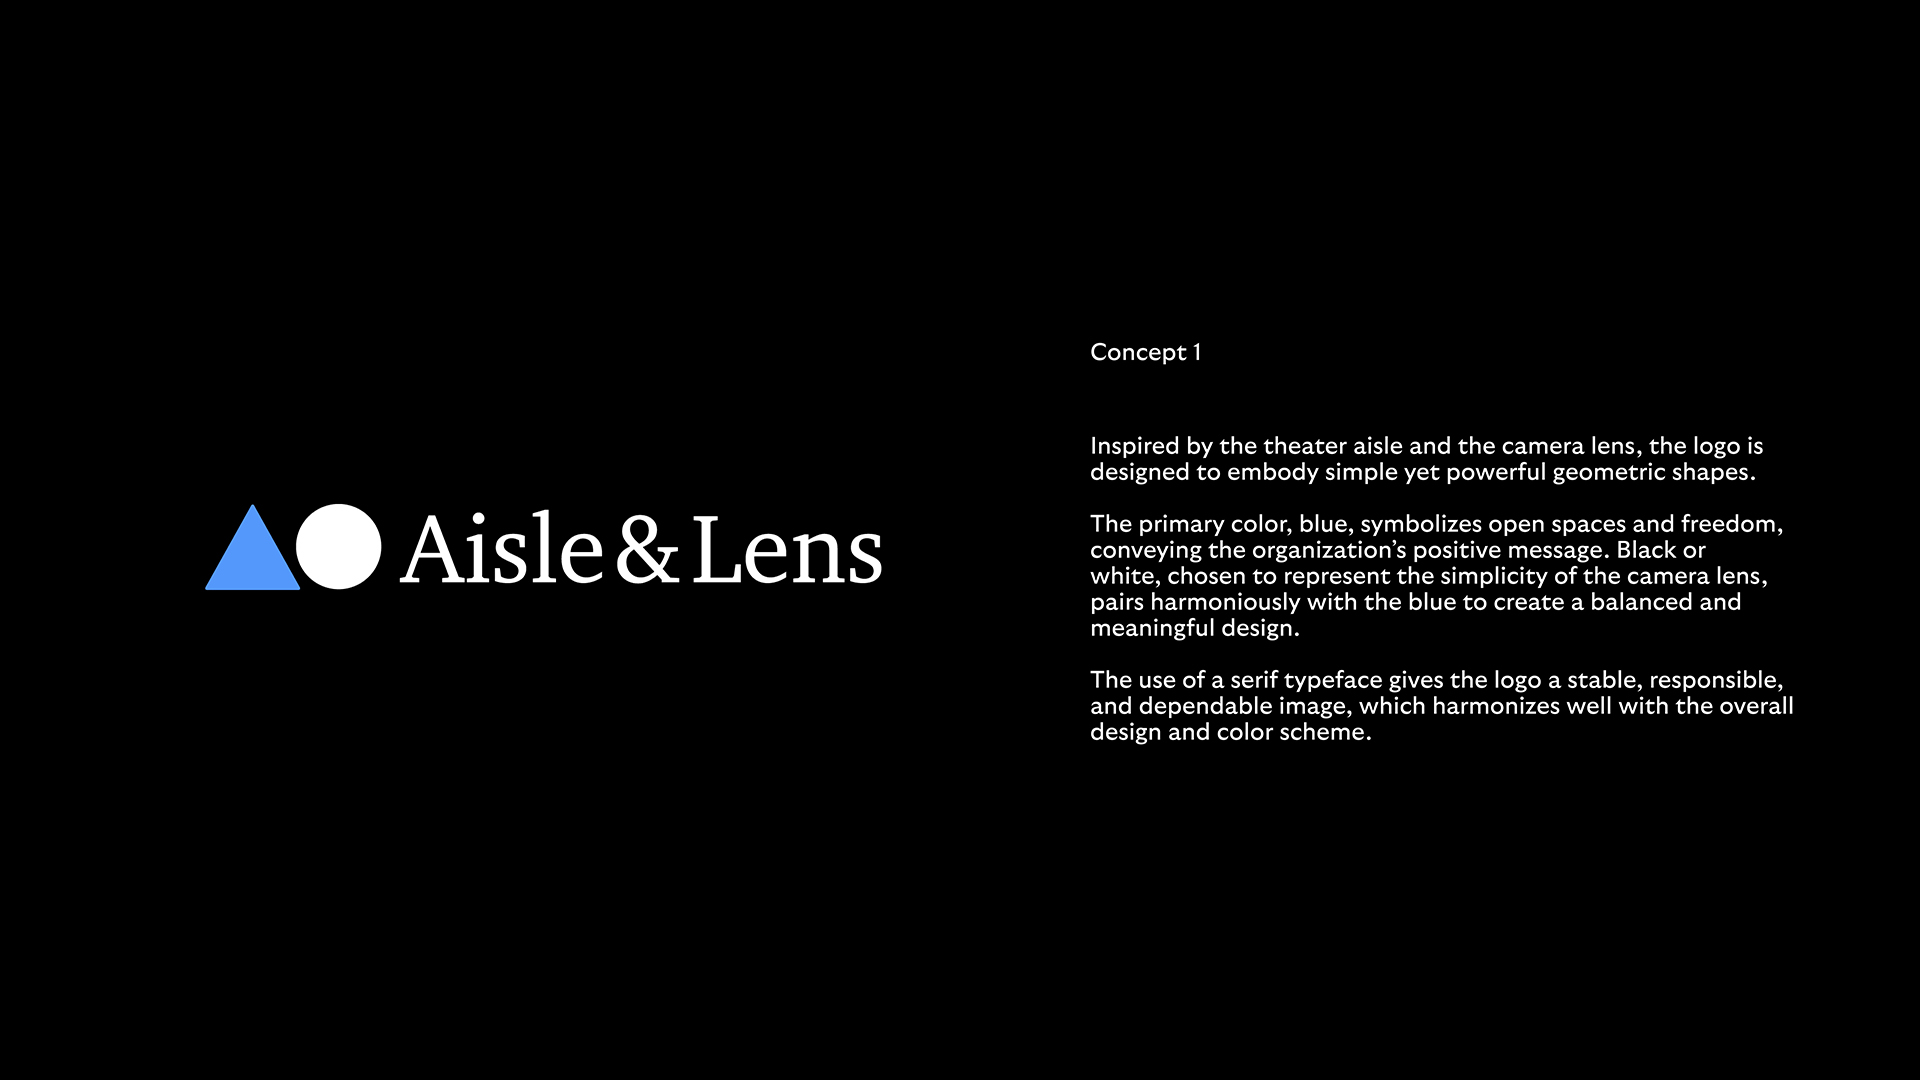 Aisle & Lens
Concept 1
Inspired by the theater aisle and the camera lens, the logo is
designed to embody simple yet powerful geometric shapes.
The primary color, blue, symbolizes open spaces and freedom,
conveying the organization’s positive message. Black or
white, chosen to represent the simplicity of the camera lens,
pairs harmoniously with the blue to create a balanced and
meaningful design.
The use of a serif typeface gives the logo a stable, responsible,
and dependable image, which harmonizes well with the overall
design and color scheme.